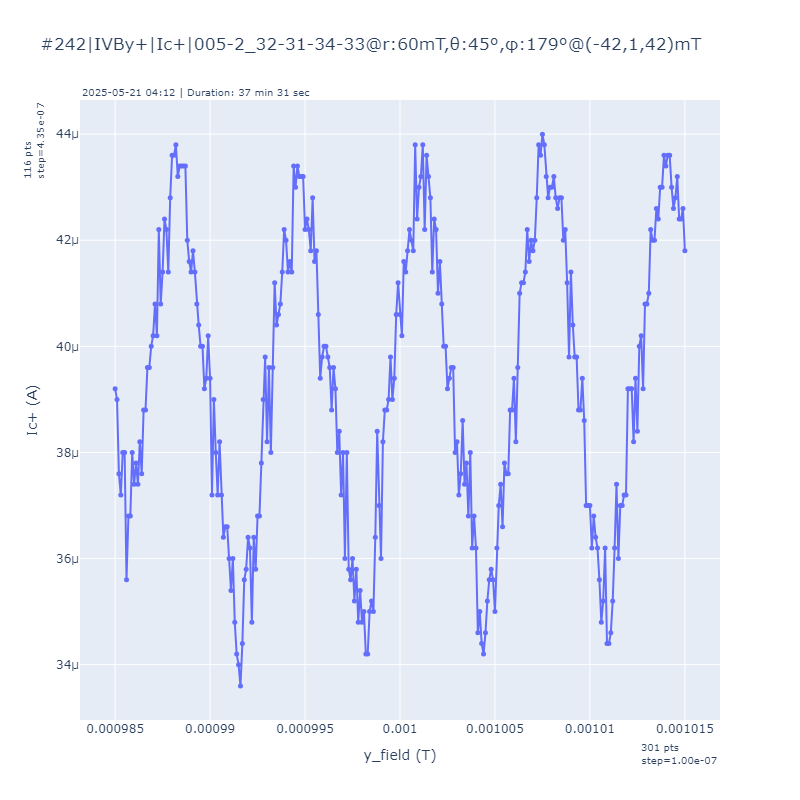 #242|IVBy+|Ic+|005-2_32-31-34-33@r:60mT,θ:45º,φ:179º@(-42,1,42)mT
2025-05-21 04:12 | Duration: 37 min 31 sec
116 pts
step=4.35e-07
44μ
42μ
40μ
38μ
36μ
34μ
Ic+ (A)
0.000985
0.00099
0.000995
0.001
0.001005
0.00101
0.001015
y_field (T)
301 pts
step=1.00e-07